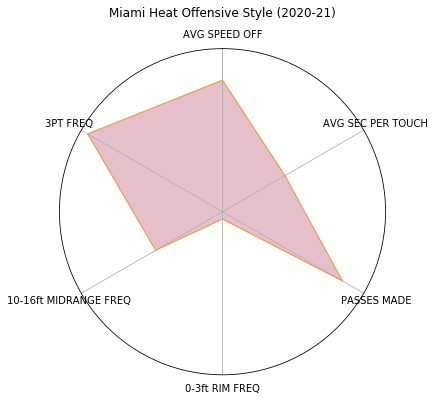 Miami Heat Offensive Style (2020-21)
AVG SPEED OFF
3PT FREQ
AVG SEC PER TOUCH
10-16ft MIDRANGE FREQ
PASSES MADE
0-3ft RIM FREQ